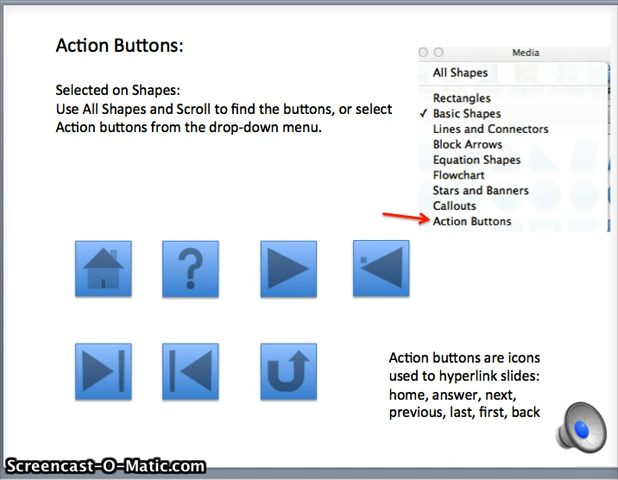 Action Buttons:
Selected on Shapes:
Use All Shapes and Scroll to find the buttons, or select
Action buttons from the drop-down menu.
Media
All Shapes
Rectangles
✓ Basic Shapes
Lines and Connectors
Block Arrows
Equation Shapes
Flowchart
Stars and Banners
Callouts
Action Buttons
?
Action buttons are icons
used to hyperlink slides:
home, answer, next,
previous, last, first, back
Screencast-O-Matic.com